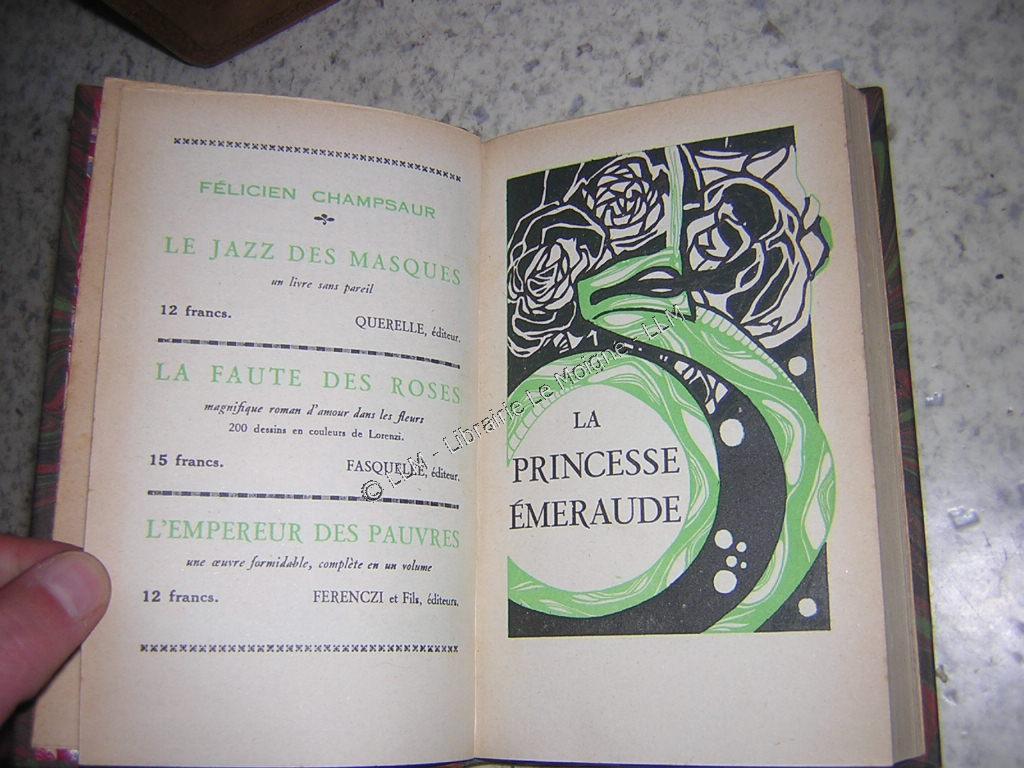 FÉLICIEN CHAMPSAUR
LE JAZZ DES MASQUES
un livre sans pareil
12 francs.
QUERELLE, éditeur.
LA FAUTE DES ROSES
magnifique roman d'amour dans les fleurs
200 dessins en couleurs de Lorenzi.
15 francs.
FASQUELLE, éditeur.
L'EMPEREUR DES PAUVRES
une œuvre formidable, complète en un volume
12 francs.
FERENCZI et Fils, éditeurs.
LA
PRINCESSE
ÉMERAUDE
© LLM - Librairie Le Moigne - LLM